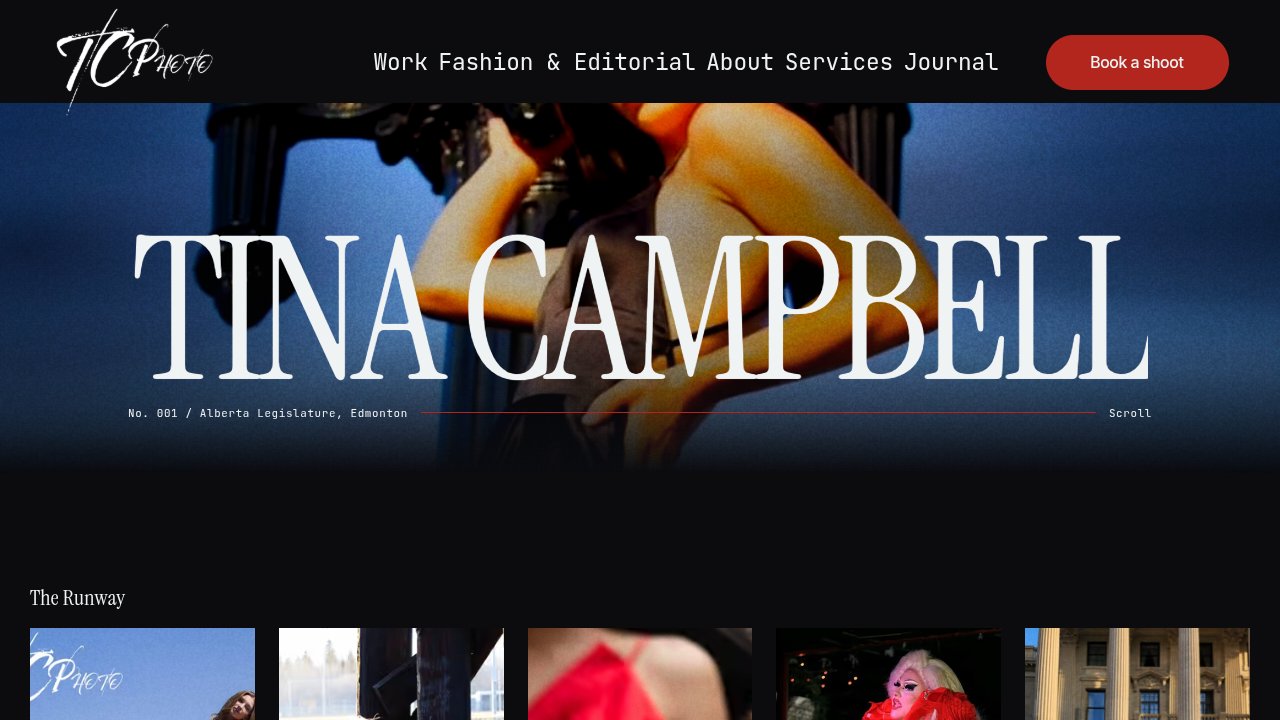 TCPHOTO
Work Fashion & Editorial About Services Journal
Book a shoot
TINA CAMPBELL
No. 001 / Alberta Legislature, Edmonton
Scroll
The Runway
CPHOTO